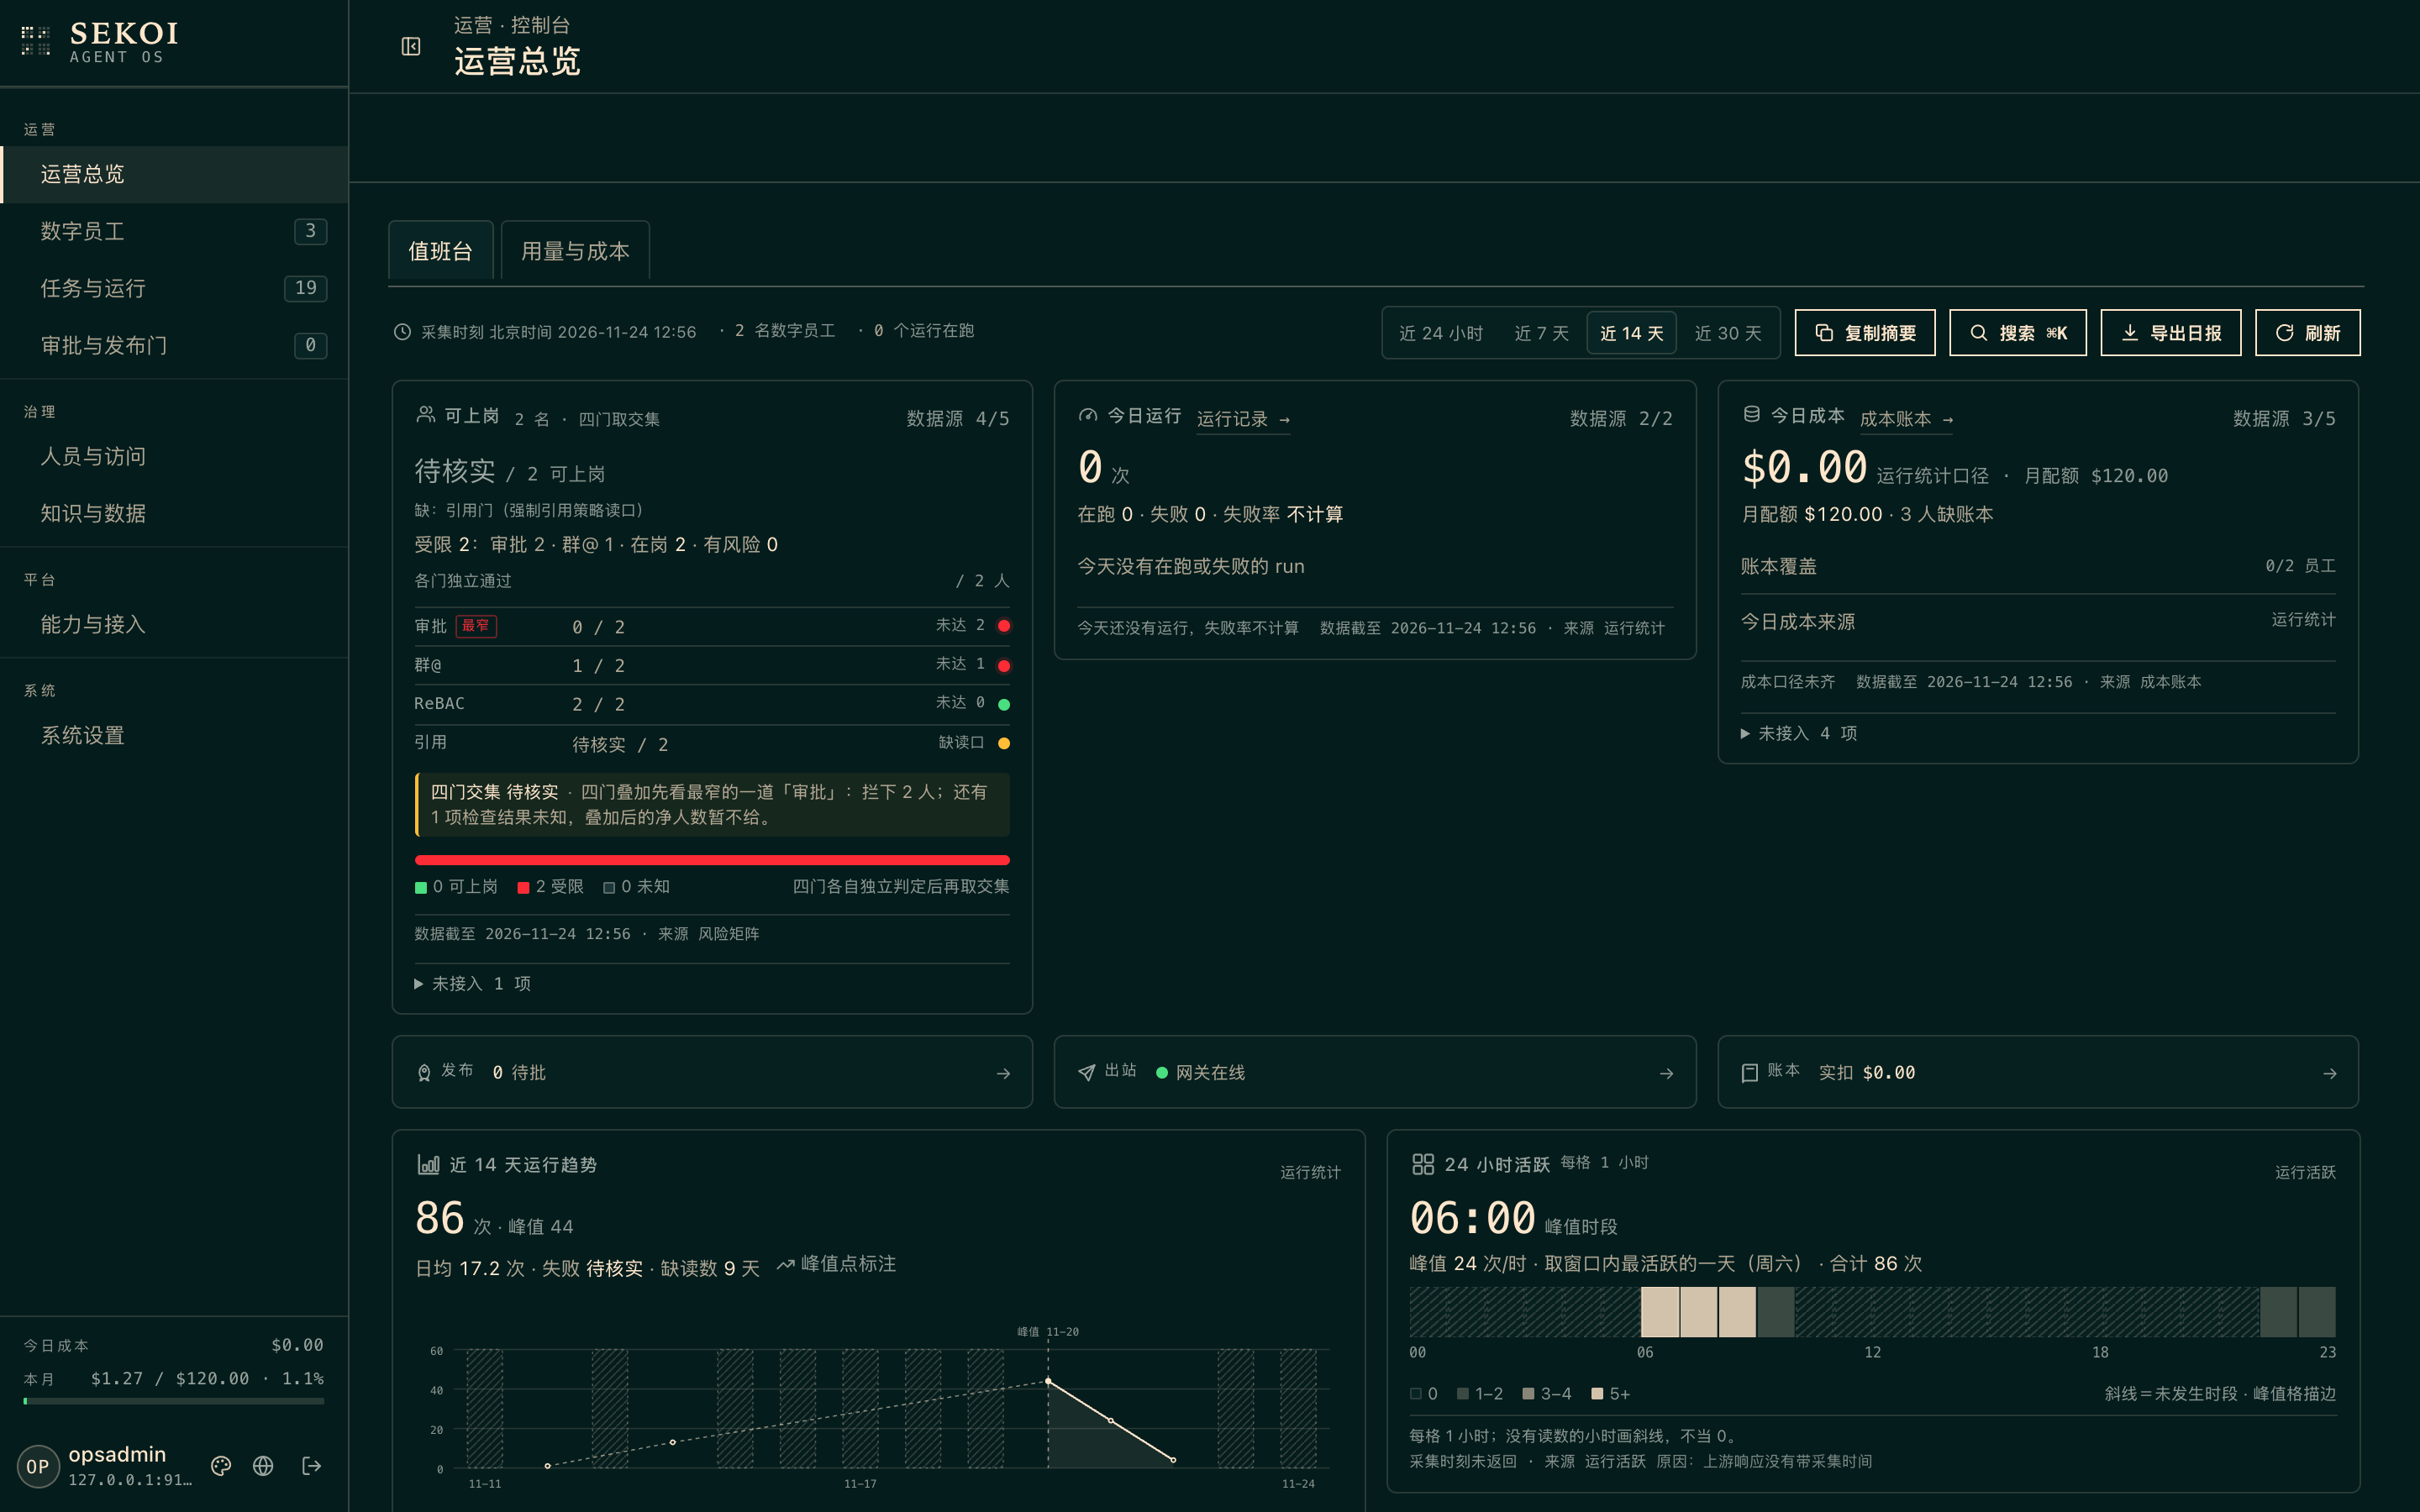 SEKOI
AGENT OS
运营
运营总览
数字员工 3
任务与运行 19
审批与发布门 0
治理
人员与访问
知识与数据
平台
能力与接入
系统
系统设置
今日成本 $0.00
本月 $1.27 / $120.00 · 1.1%
OP opsadmin
127.0.0.1:91…
运营 · 控制台
运营总览
值班台 用量与成本
采集时刻 北京时间 2026-11-24 12:56 · 2 名数字员工 · 0 个运行在跑
近 24 小时 近 7 天 近 14 天 近 30 天 复制摘要 搜索 ⌘K 导出日报 刷新
可上岗 2 名 · 四门取交集 数据源 4/5
待核实 / 2 可上岗
缺：引用门（强制引用策略读口）
受限 2：审批 2 · 群@ 1 · 在岗 2 · 有风险 0
各门独立通过 / 2 人
审批 最窄 0 / 2 未达 2
群@ 1 / 2 未达 1
ReBAC 2 / 2 未达 0
引用 待核实 / 2 缺读口
四门交集 待核实 · 四门叠加先看最窄的一道「审批」：拦下 2 人；还有
1 项检查结果未知，叠加后的净人数暂不给。
0 可上岗 2 受限 0 未知 四门各自独立判定后再取交集
数据截至 2026-11-24 12:56 · 来源 风险矩阵
▶ 未接入 1 项
今日运行 运行记录 → 数据源 2/2
0 次
在跑 0 · 失败 0 · 失败率 不计算
今天没有在跑或失败的 run
今天还没有运行，失败率不计算 数据截至 2026-11-24 12:56 · 来源 运行统计
今日成本 成本账本 → 数据源 3/5
$0.00 运行统计口径 · 月配额 $120.00
月配额 $120.00 · 3 人缺账本
账本覆盖 0/2 员工
今日成本来源 运行统计
成本口径未齐 数据截至 2026-11-24 12:56 · 来源 成本账本
▶ 未接入 4 项
发布 0 待批 →
出站 网关在线 →
账本 实扣 $0.00 →
近 14 天运行趋势 运行统计
86 次 · 峰值 44
日均 17.2 次 · 失败 待核实 · 缺读数 9 天 峰值点标注
峰值 11-20
60
40
20
0
11-11 11-17 11-24
24 小时活跃 每格 1 小时 运行活跃
06:00 峰值时段
峰值 24 次/时 · 取窗口内最活跃的一天（周六） · 合计 86 次
00 06 12 18 23
0 1–2 3–4 5+ 斜线＝未发生时段 · 峰值格描边
每格 1 小时；没有读数的小时画斜线，不当 0。
采集时刻未返回 · 来源 运行活跃 原因：上游响应没有带采集时间